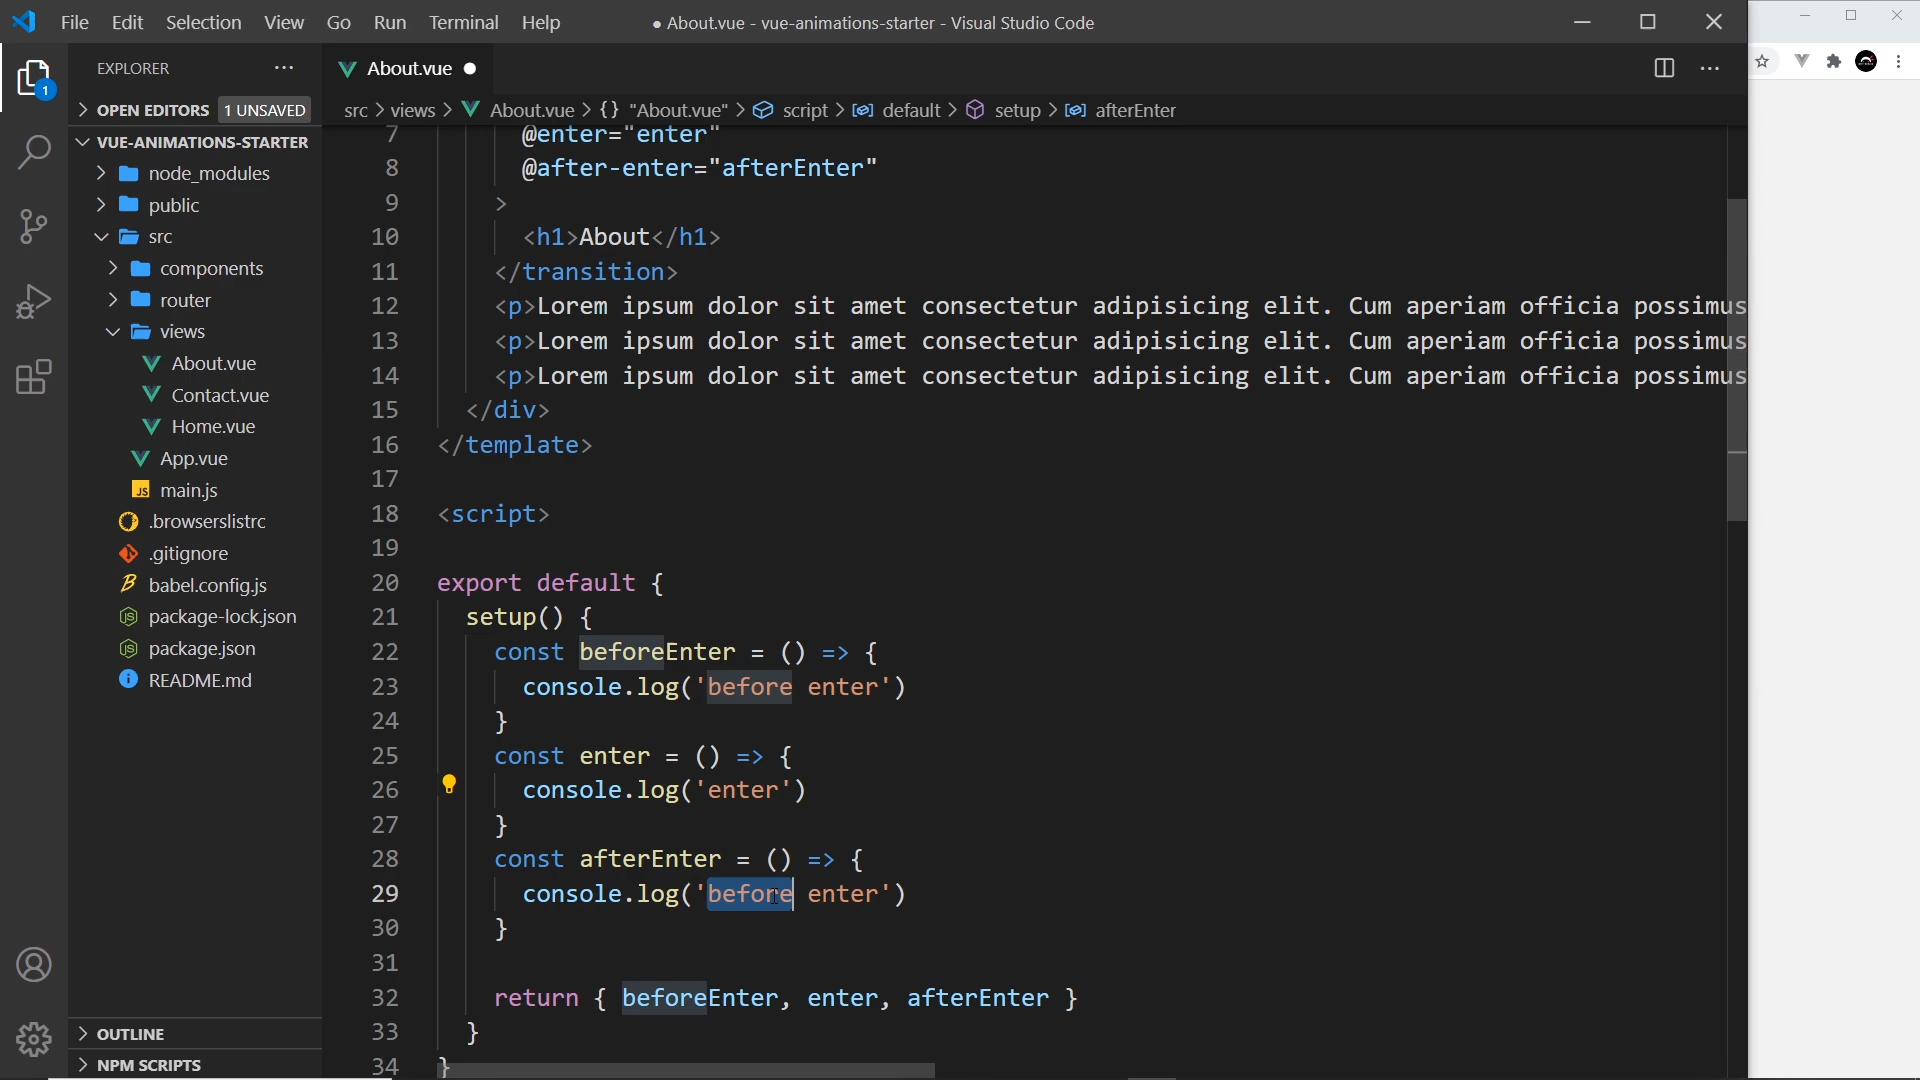 File Edit Selection View Go Run Terminal Help
● About.vue - vue-animations-starter - Visual Studio Code
EXPLORER
1
OPEN EDITORS 1 UNSAVED
VUE-ANIMATIONS-STARTER
node_modules
public
src
components
router
views
About.vue
Contact.vue
Home.vue
App.vue
JS main.js
.browserslistrc
.gitignore
babel.config.js
package-lock.json
package.json
README.md
OUTLINE
NPM SCRIPTS
About.vue
src > views > About.vue > {} "About.vue" > script > default > setup > afterEnter
7 @enter="enter"
8 @after-enter="afterEnter"
9 >
10 <h1>About</h1>
11 </transition>
12 <p>Lorem ipsum dolor sit amet consectetur adipisicing elit. Cum aperiam officia possimus
13 <p>Lorem ipsum dolor sit amet consectetur adipisicing elit. Cum aperiam officia possimus
14 <p>Lorem ipsum dolor sit amet consectetur adipisicing elit. Cum aperiam officia possimus
15 </div>
16 </template>
17
18 <script>
19
20 export default {
21 setup() {
22 const beforeEnter = () => {
23 console.log('before enter')
24 }
25 const enter = () => {
26 console.log('enter')
27 }
28 const afterEnter = () => {
29 console.log('before enter')
30 }
31
32 return { beforeEnter, enter, afterEnter }
33 }
34 }